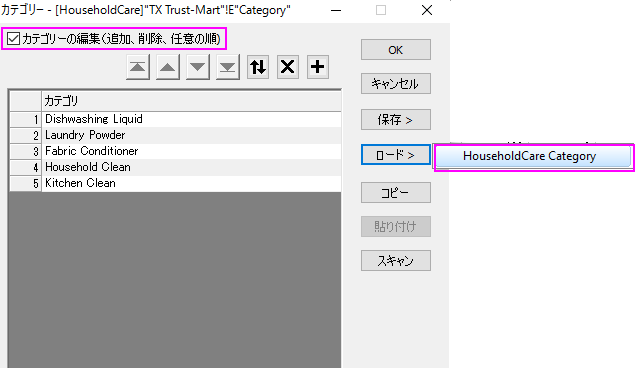 カテゴリー - [HouseholdCare]"TX Trust-Mart"!E"Category"
カテゴリーの編集(追加、削除、任意の順)
カテゴリ
1 Dishwashing Liquid
2 Laundry Powder
3 Fabric Conditioner
4 Household Clean
5 Kitchen Clean
OK
キャンセル
保存 >
ロード >
HouseholdCare Category
コピー
貼り付け
スキャン